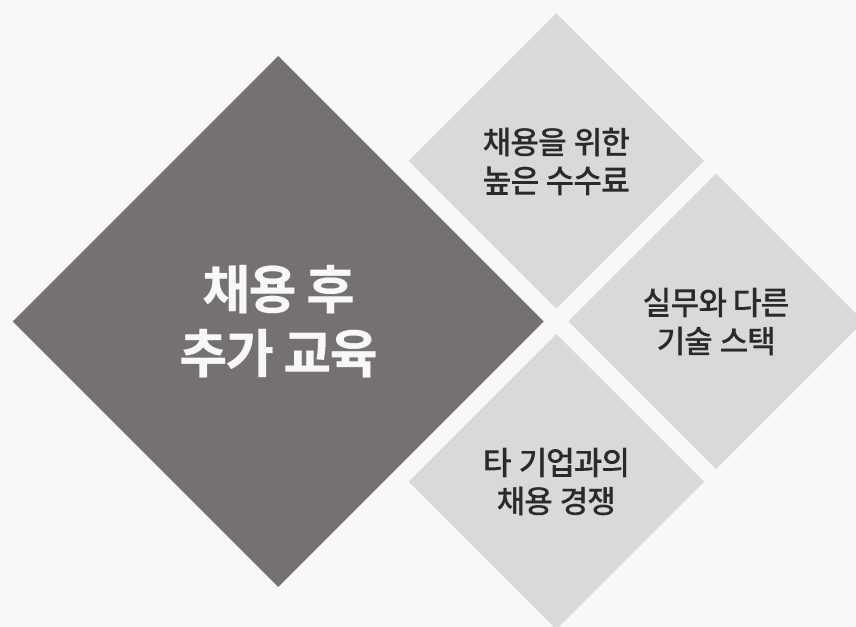 채용 후
추가 교육
채용을 위한
높은 수수료
실무와 다른
기술 스택
타 기업과의
채용 경쟁